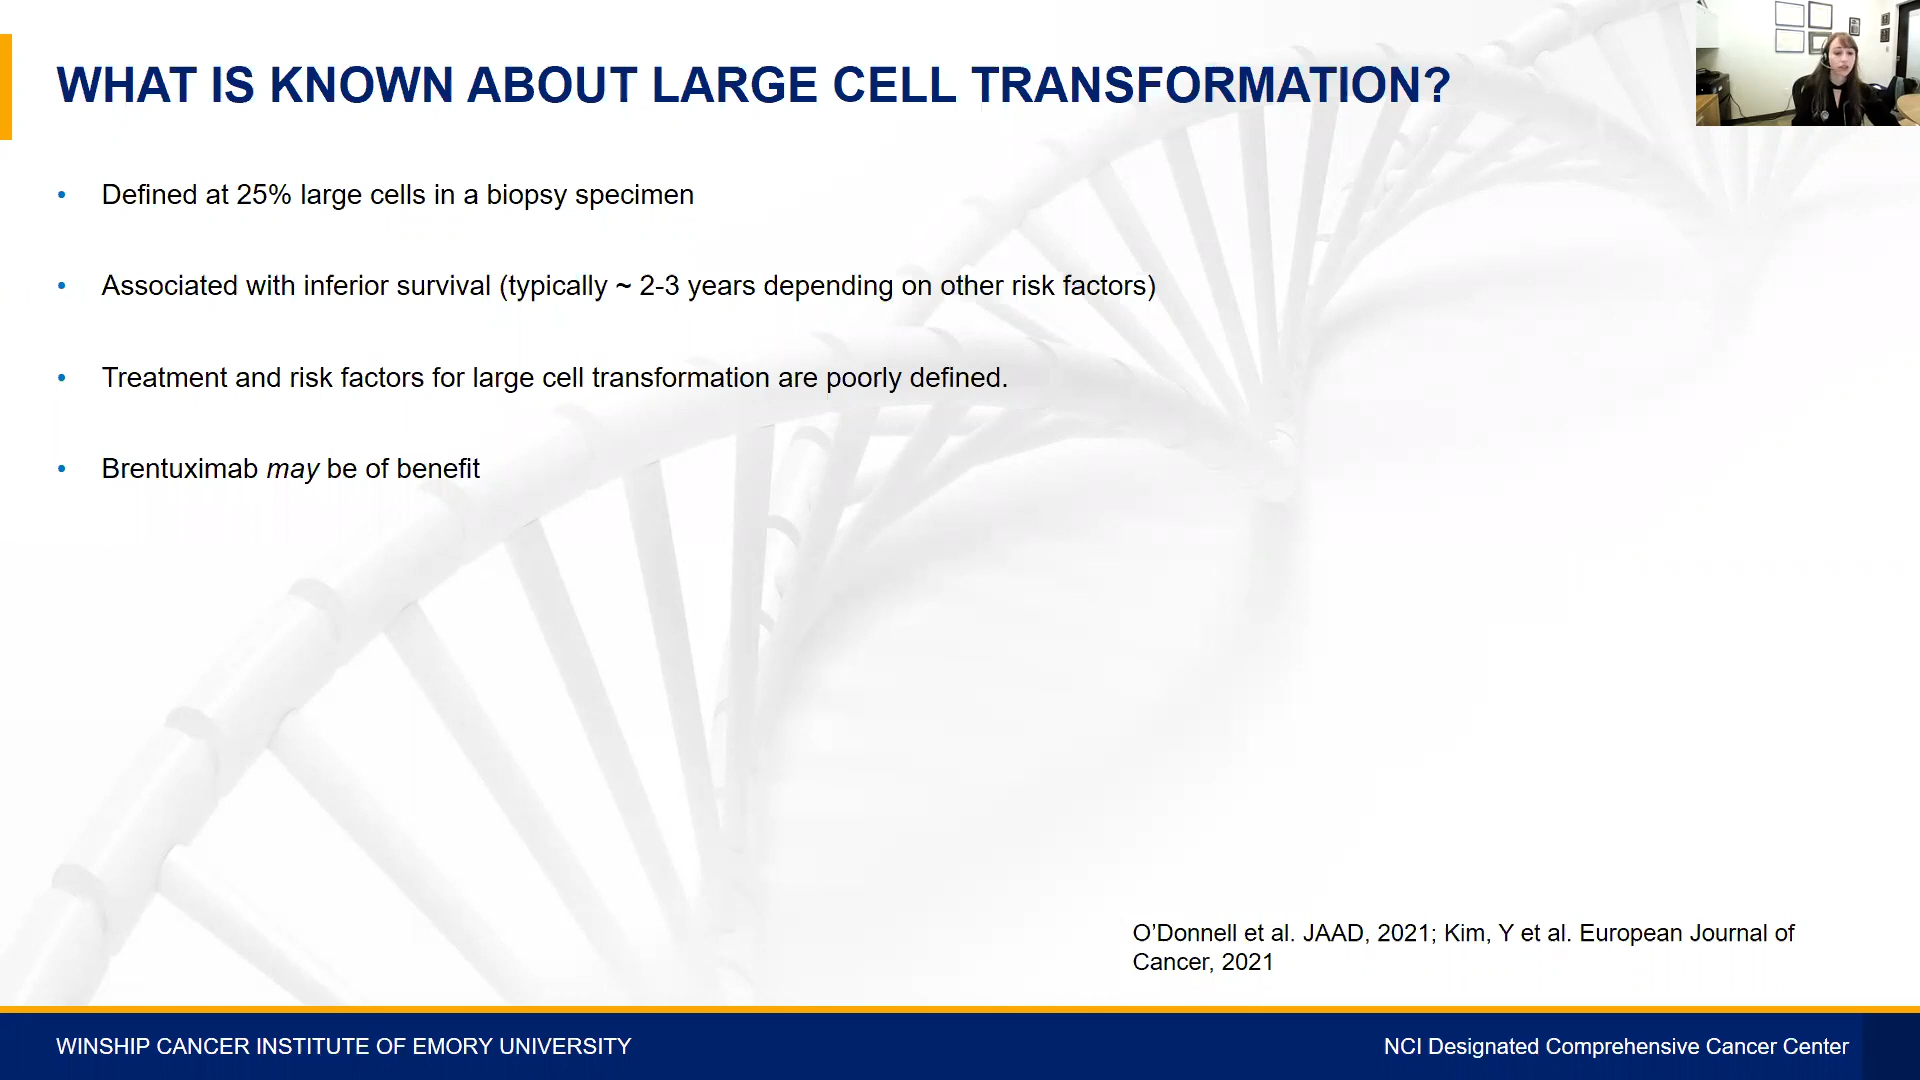 WHAT IS KNOWN ABOUT LARGE CELL TRANSFORMATION?
• Defined at 25% large cells in a biopsy specimen
• Associated with inferior survival (typically ~ 2-3 years depending on other risk factors)
• Treatment and risk factors for large cell transformation are poorly defined.
• Brentuximab may be of benefit
O’Donnell et al. JAAD, 2021; Kim, Y et al. European Journal of
Cancer, 2021
WINSHIP CANCER INSTITUTE OF EMORY UNIVERSITY
NCI Designated Comprehensive Cancer Center